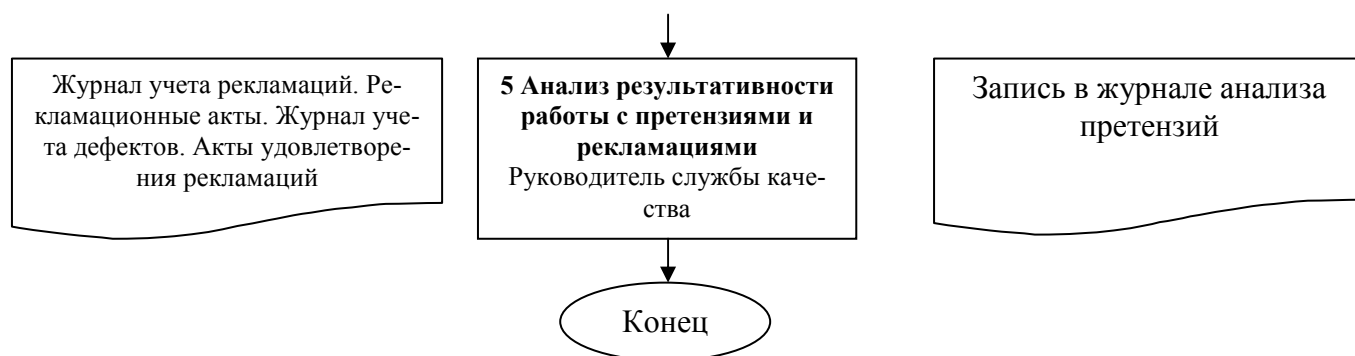 Журнал учета рекламаций. Ре-
кламационные акты. Журнал уче-
та дефектов. Акты удовлетворе-
ния рекламаций
5 Анализ результативности
работы с претензиями и
рекламациями
Руководитель службы каче-
ства
Запись в журнале анализа
претензий
Конец